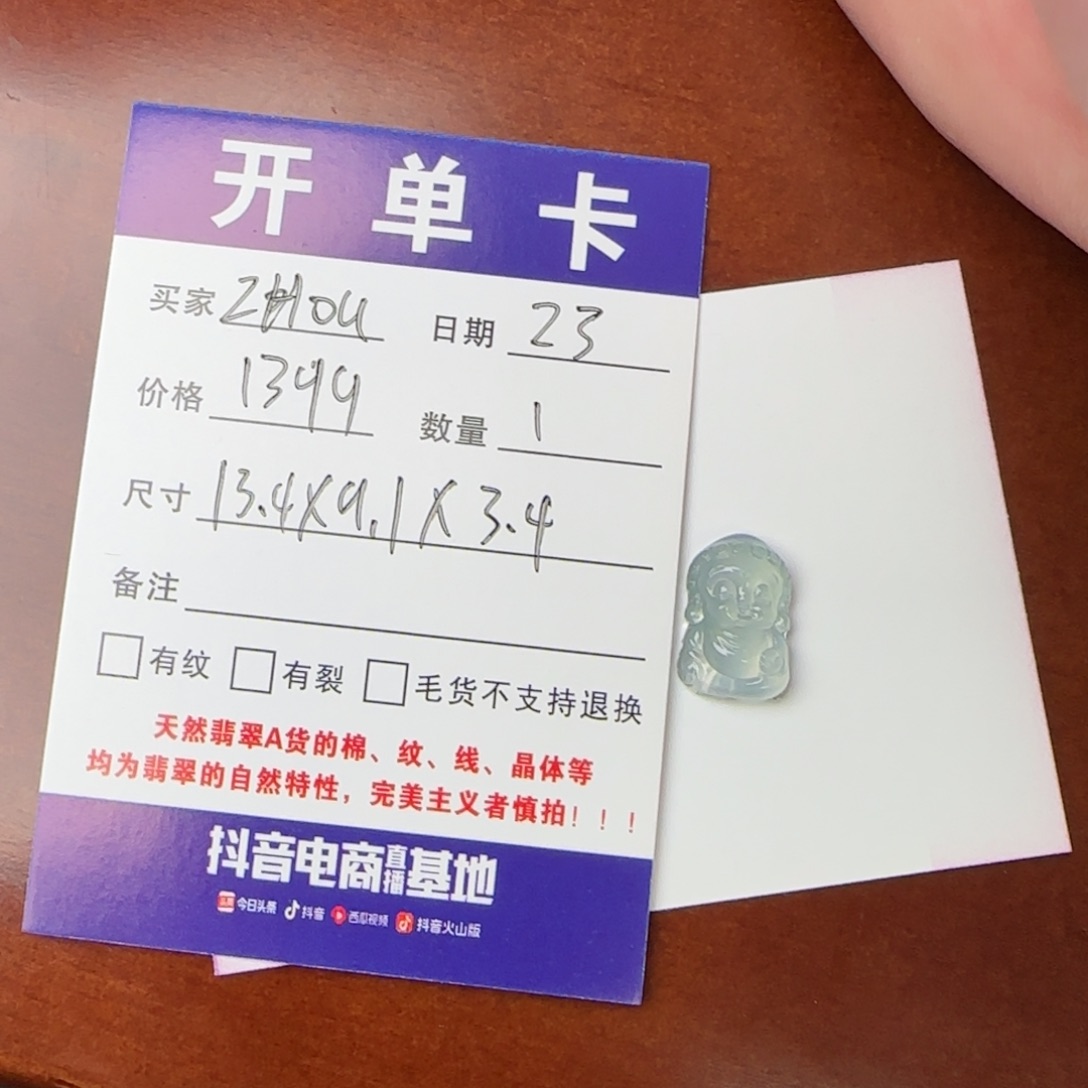 开单卡
买家 ZHOU 日期 23
价格 1399 数量 1
尺寸 13.4X9.1X3.4
备注
有纹 有裂 毛货不支持退换
天然翡翠A货的棉、纹、线、晶体等
均为翡翠的自然特性，完美主义者慎拍！！！
抖音电商直播基地
头条 今日头条 抖音 西瓜视频 抖音火山版